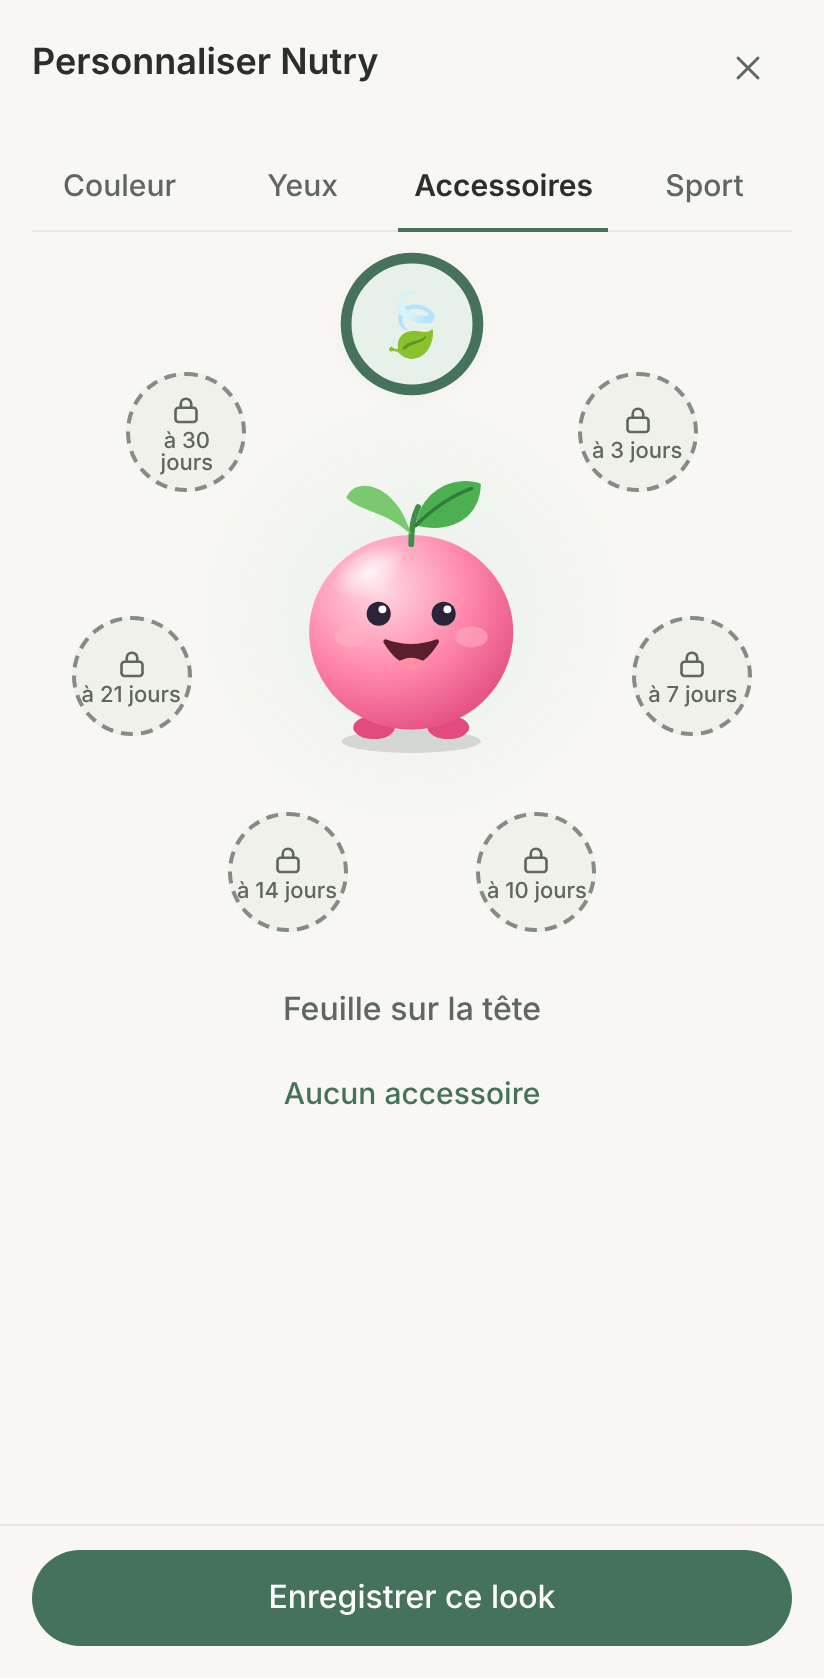 Personnaliser Nutry
Couleur
Yeux
Accessoires
Sport
à 30
jours
à 3 jours
à 21 jours
à 7 jours
à 14 jours
à 10 jours
Feuille sur la tête
Aucun accessoire
Enregistrer ce look